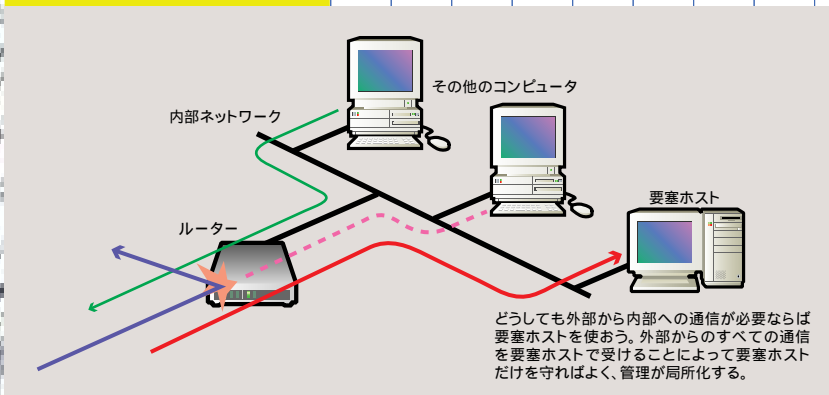 その他のコンピュータ
内部ネットワーク
要塞ホスト
ルーター
どうしても外部から内部への通信が必要ならば
要塞ホストを使おう。外部からのすべての通信
を要塞ホストで受けることによって要塞ホスト
だけを守ればよく、管理が局所化する。